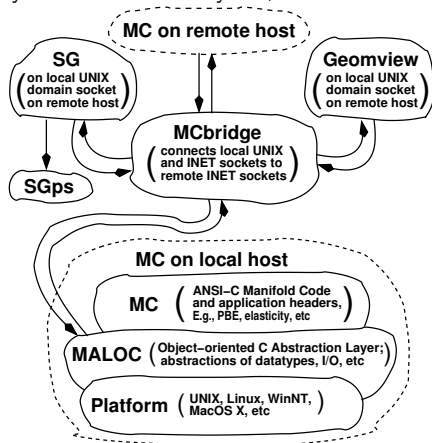 MC on remote host
SG
on local UNIX
domain socket
on remote host
Geomview
on local UNIX
domain socket
on remote host
MCbridge
connects local UNIX
and INET sockets to
remote INET sockets
SGps
MC on local host
MC
ANSI−C Manifold Code
and application headers,
E.g., PBE, elasticity, etc
MALOC
(Object−oriented C Abstraction Layer;
abstractions of datatypes, I/O, etc)
Platform
(UNIX, Linux, WinNT,
MacOS X, etc)